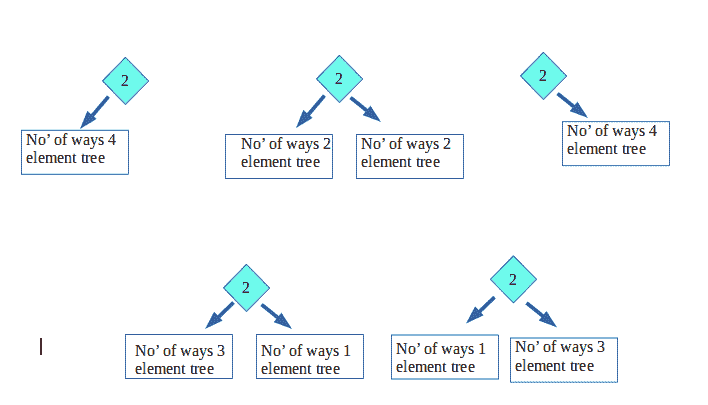 2
2
2
No’ of ways 4
element tree
No’ of ways 2
element tree
No’ of ways 2
element tree
No’ of ways 4
element tree
2
2
No’ of ways 3
element tree
No’ of ways 1
element tree
No’ of ways 1
element tree
No’ of ways 3
element tree